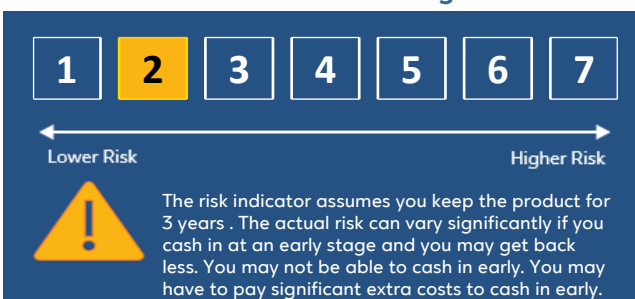 1 2 3 4 5 6 7
Lower Risk Higher Risk
!
The risk indicator assumes you keep the product for
3 years . The actual risk can vary significantly if you
cash in at an early stage and you may get back
less. You may not be able to cash in early. You may
have to pay significant extra costs to cash in early.